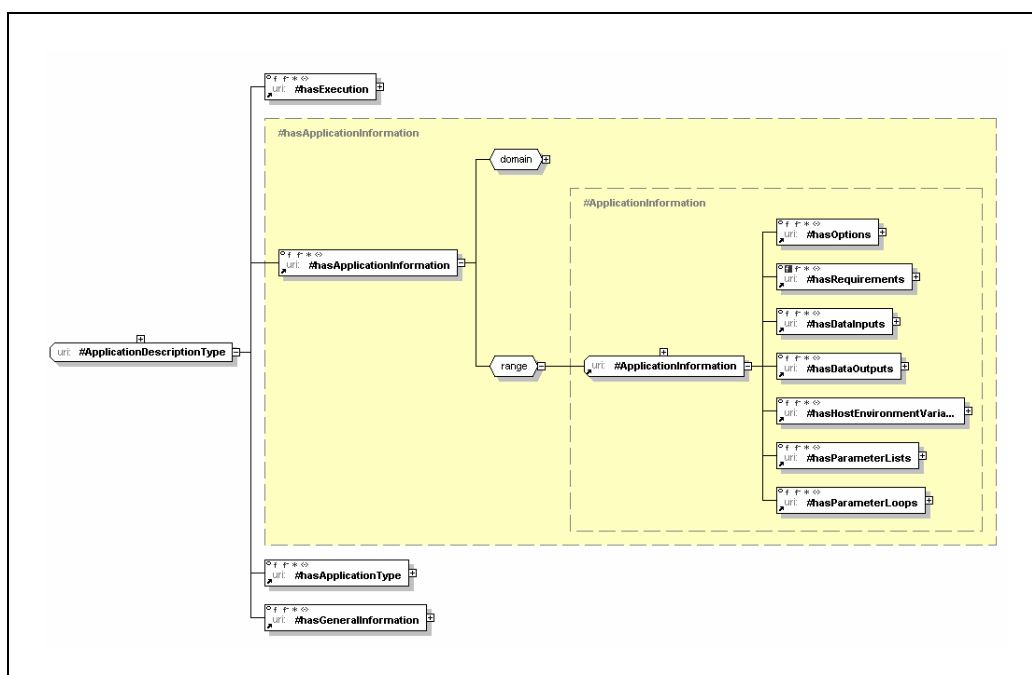 uri: #hasExecution
#hasApplicationInformation
domain
#ApplicationInformation
uri: #hasOptions
uri: #hasApplicationInformation
uri: #hasRequirements
uri: #hasDataInputs
uri: #ApplicationDescriptionType
range
uri: #ApplicationInformation
uri: #hasDataOutputs
uri: #hasHostEnvironmentVaria...
uri: #hasParameterLists
uri: #hasParameterLoops
uri: #hasApplicationType
uri: #hasGeneralInformation